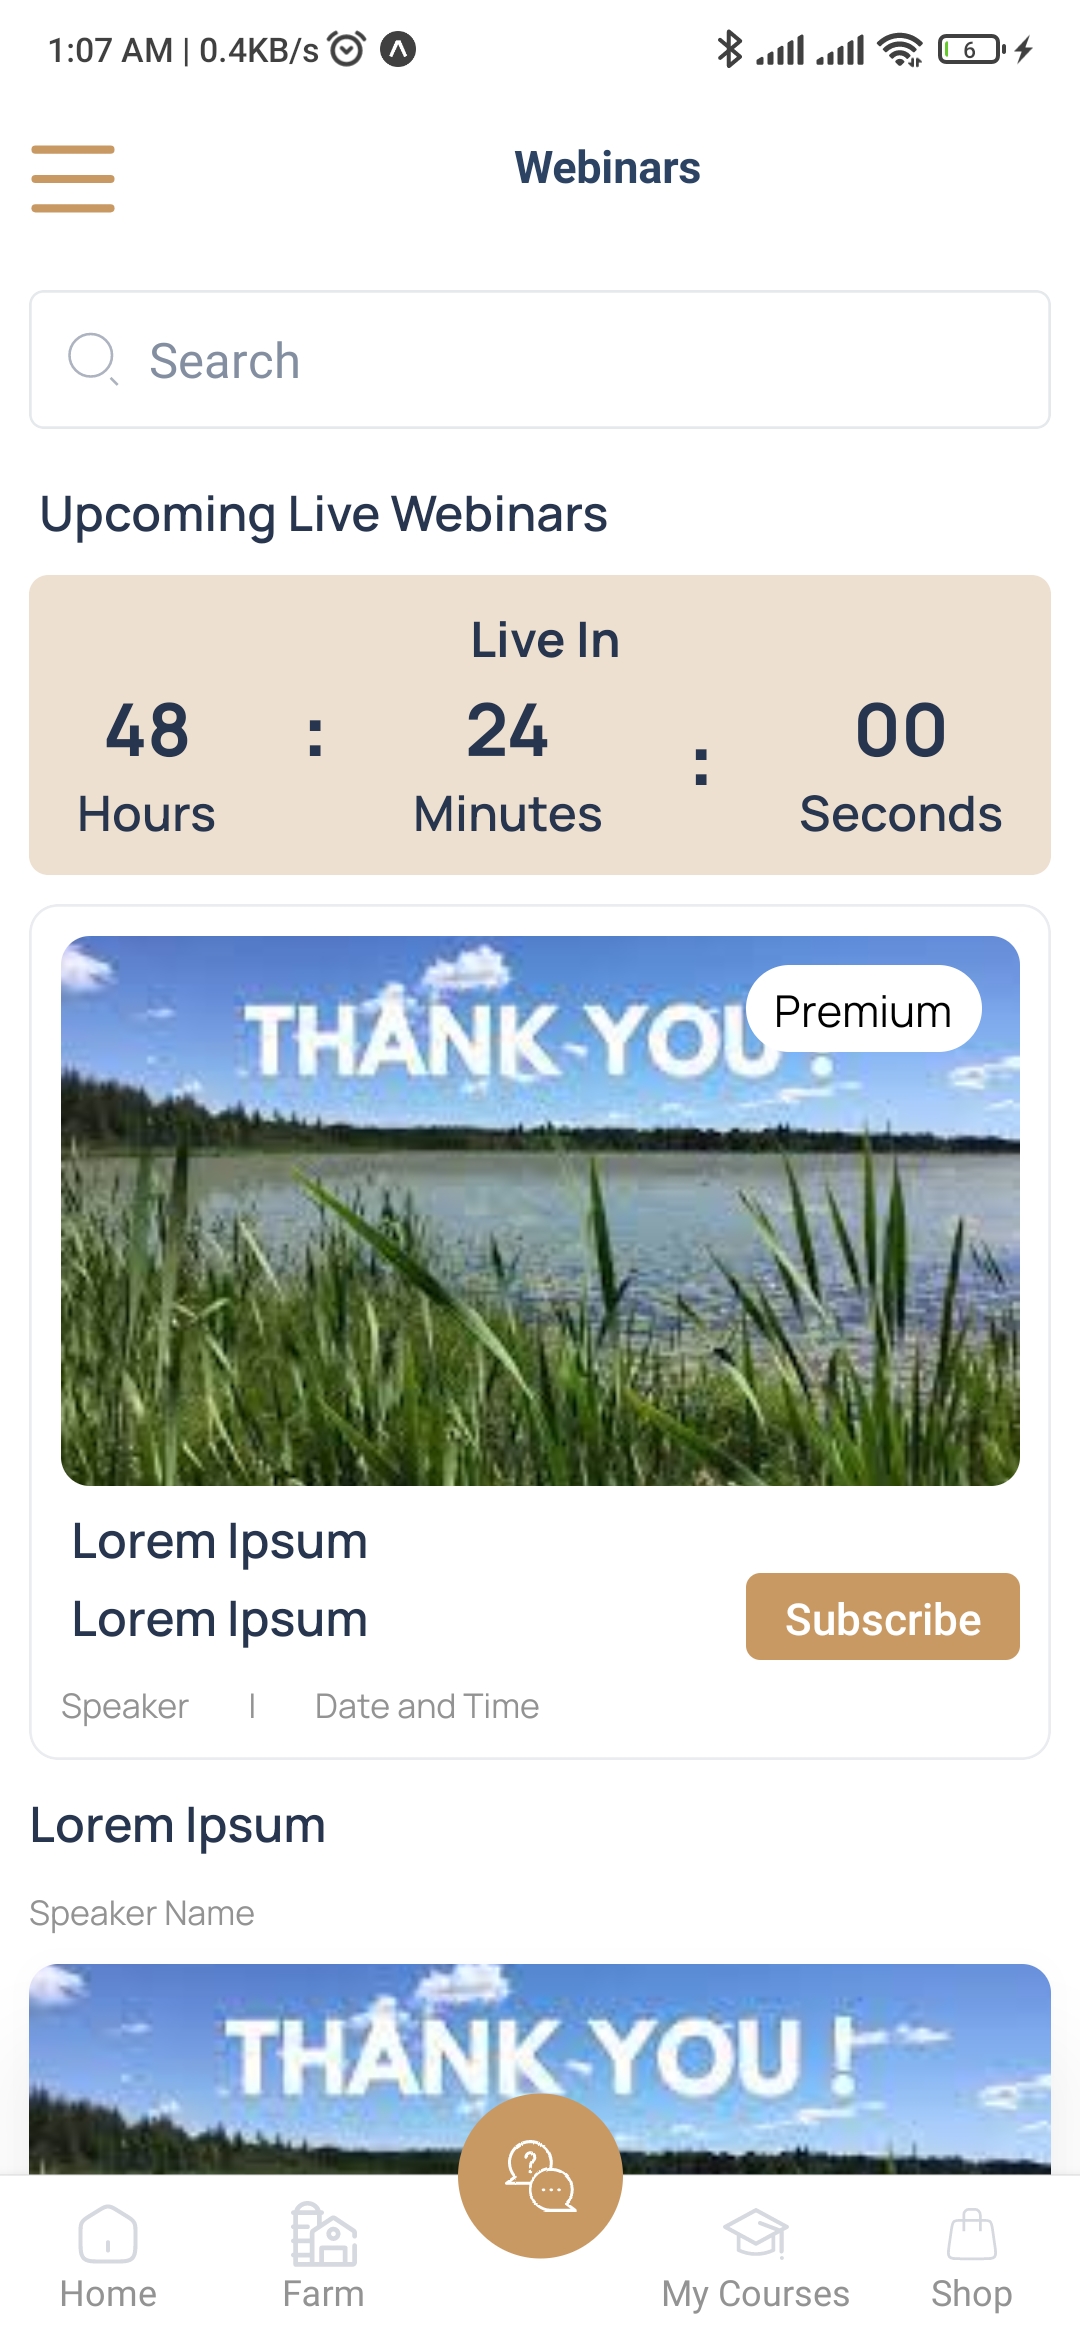 1:07 AM | 0.4KB/s 6
Webinars
Search
Upcoming Live Webinars
Live In
48 : 24 : 00
Hours Minutes Seconds
THANK YOU !
Premium
Lorem Ipsum
Lorem Ipsum
Subscribe
Speaker | Date and Time
Lorem Ipsum
Speaker Name
THANK YOU !
?
Home Farm My Courses Shop